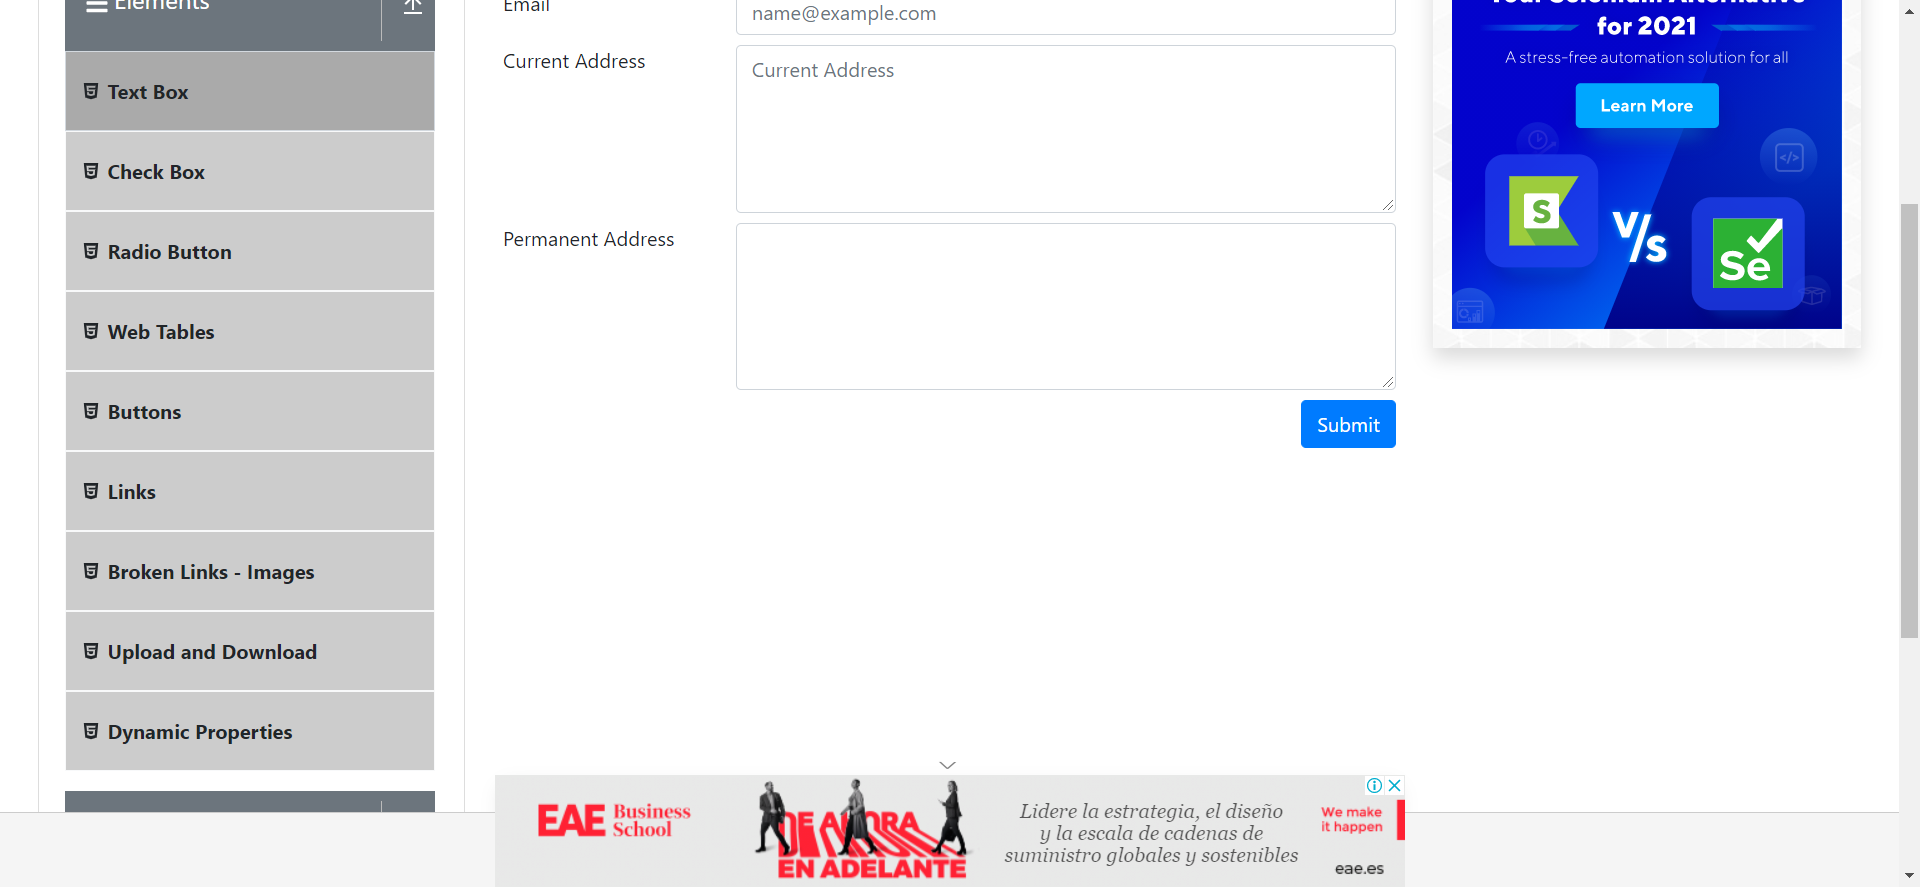 Elements
Text Box
Check Box
Radio Button
Web Tables
Buttons
Links
Broken Links - Images
Upload and Download
Dynamic Properties
Email
name@example.com
Current Address
Current Address
Permanent Address
Submit
Your Selenium Alternative
for 2021
A stress-free automation solution for all
Learn More
S
V/s
Se
EAE Business
School
DE AHORA
EN ADELANTE
Lidere la estrategia, el diseño
y la escala de cadenas de
suministro globales y sostenibles
We make
it happen
eae.es